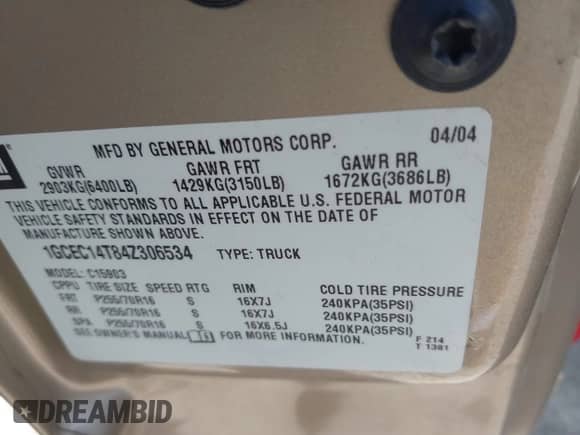 GM
MFD BY GENERAL MOTORS CORP. 04/04
GVWR GAWR FRT GAWR RR
2903KG(6400LB) 1429KG(3150LB) 1672KG(3686LB)
THIS VEHICLE CONFORMS TO ALL APPLICABLE U.S. FEDERAL MOTOR
VEHICLE SAFETY STANDARDS IN EFFECT ON THE DATE OF
MANUFACTURE SHOWN ABOVE.
1GCEC14T84Z306534 TYPE: TRUCK
MODEL: C15903
CPPU TIRE SIZE SPEED RTG RIM COLD TIRE PRESSURE
FRT P255/70R16 S 16X7J 240KPA(35PSI)
RR P255/70R16 S 16X7J 240KPA(35PSI)
SPA P255/70R16 S 16X6.5J 240KPA(35PSI)
SEE OWNER'S MANUAL FOR MORE INFORMATION.
F 214
T 1381
DREAMBID